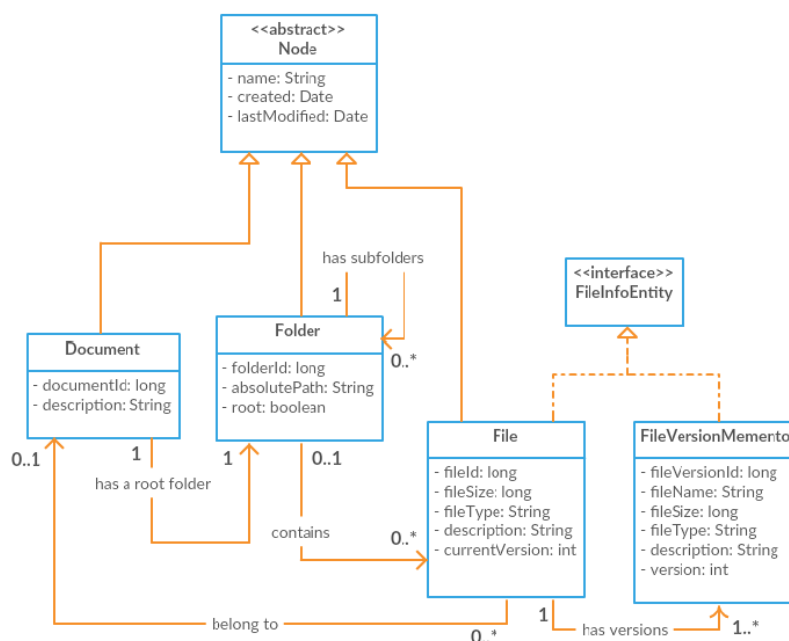 <<abstract>>
Node
- name: String
- created: Date
- lastModified: Date
has subfolders
1
<<interface>>
FileInfoEntity
Document
- documentId: long
- description: String
Folder
- folderId: long
- absolutePath: String
- root: boolean
0..*
0..1
1
has a root folder
1
0..1
contains
0..*
File
- fileId: long
- fileSize: long
- fileType: String
- description: String
- currentVersion: int
FileVersionMemento
- fileVersionId: long
- fileName: String
- fileSize: long
- fileType: String
- description: String
- version: int
belong to
0..*
1
has versions
1..*